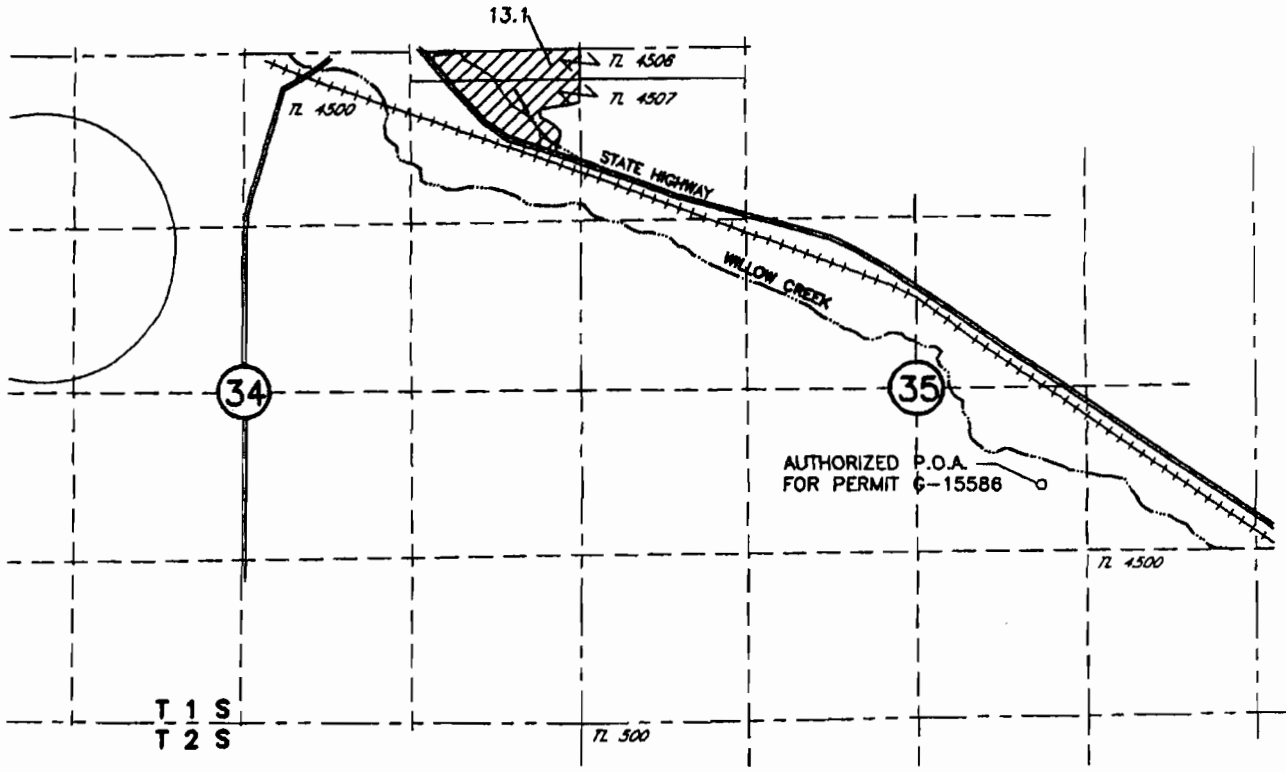 13.1
TL 4506
TL 4507
TL 4500
STATE HIGHWAY
WILLOW CREEK
34
35
AUTHORIZED P.O.A.
FOR PERMIT G-15586
TL 4500
T 1 S
T 2 S
TL 500